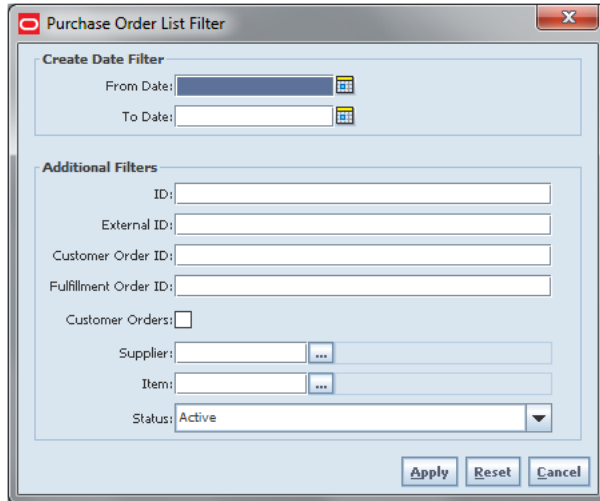 Purchase Order List Filter
Create Date Filter
From Date:
To Date:
Additional Filters
ID:
External ID:
Customer Order ID:
Fulfillment Order ID:
Customer Orders:
Supplier: ...
Item: ...
Status: Active
Apply Reset Cancel